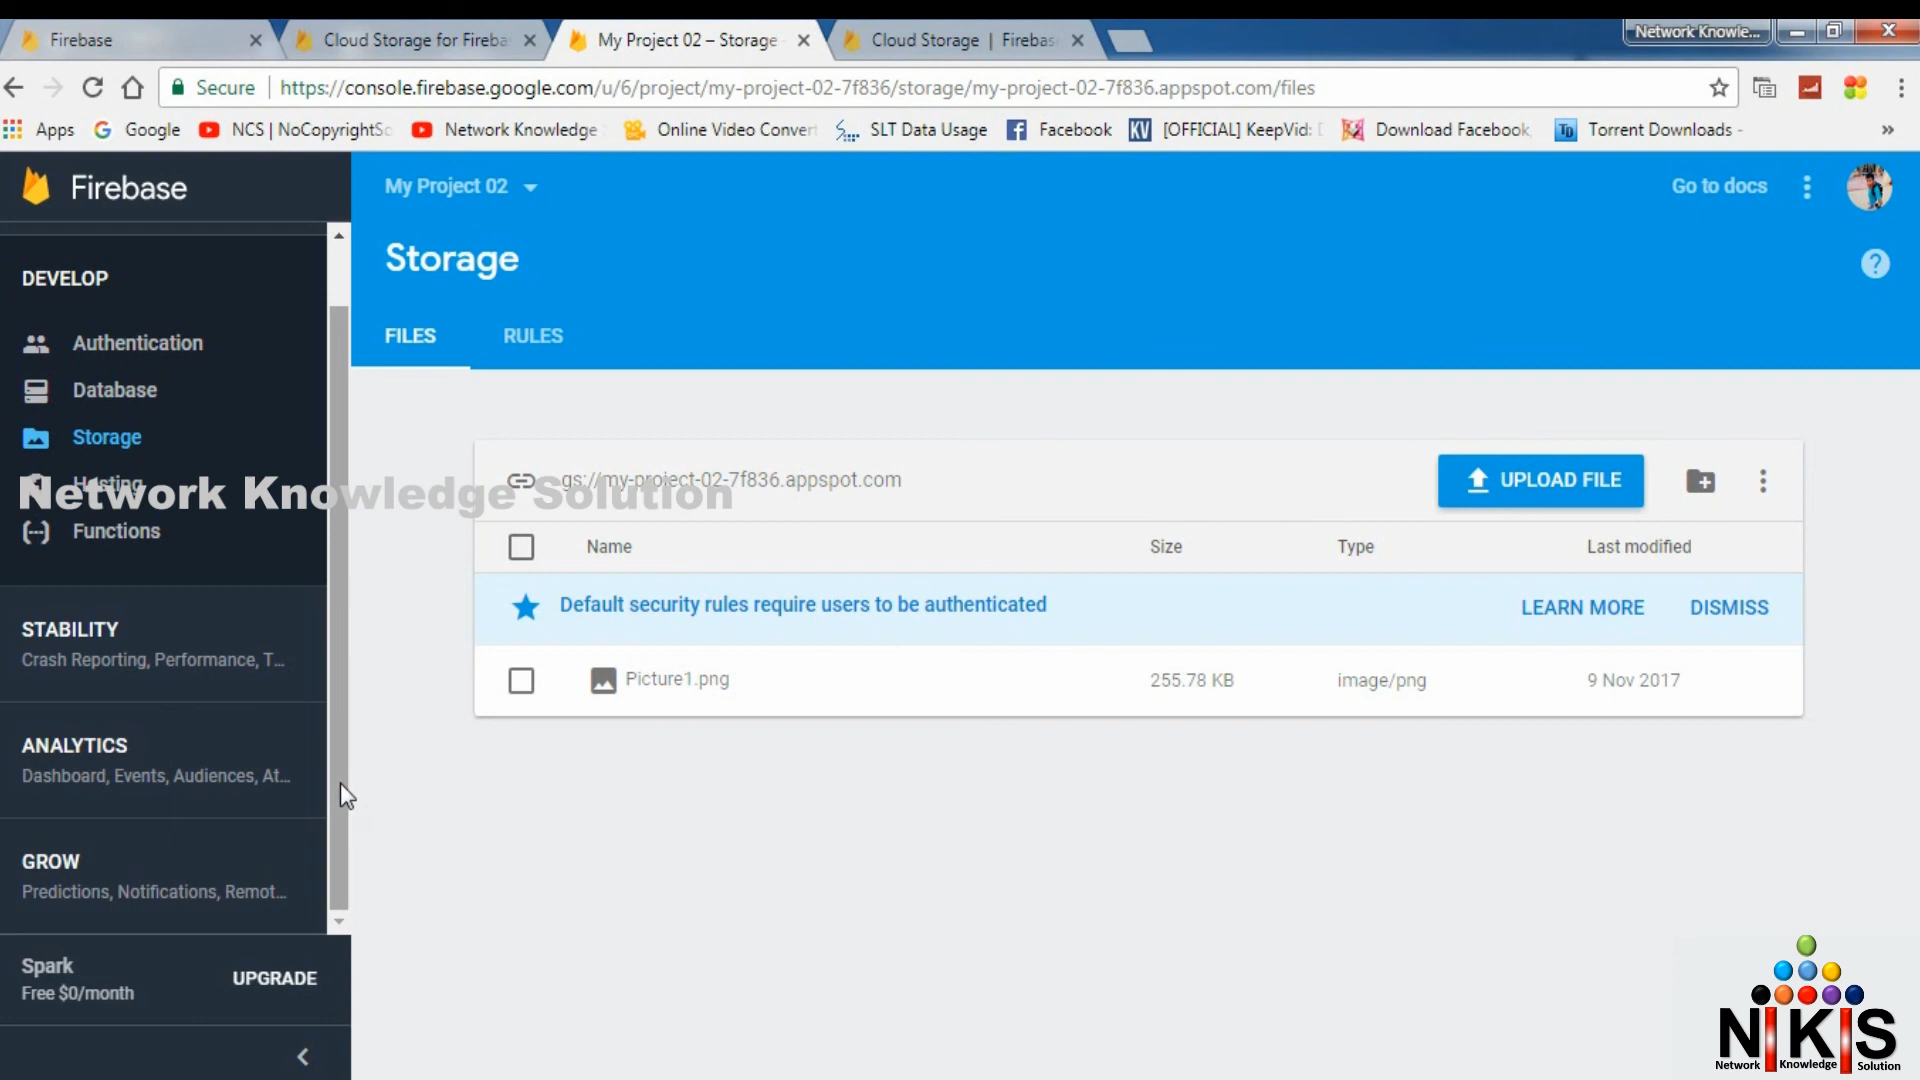 Firebase
Cloud Storage for Fireba
My Project 02 – Storage
Cloud Storage | Firebas
Network Knowle...
Secure
https://console.firebase.google.com/u/6/project/my-project-02-7f836/storage/my-project-02-7f836.appspot.com/files
Apps
Google
NCS | NoCopyrightSo
Network Knowledge
Online Video Convert
SLT Data Usage
Facebook
KV
[OFFICIAL] KeepVid:
Download Facebook
TD
Torrent Downloads -
»
Firebase
My Project 02
Go to docs
Storage
?
FILES
RULES
DEVELOP
Authentication
Database
Storage
Hosting
Functions
Network Knowledge Solution
gs://my-project-02-7f836.appspot.com
UPLOAD FILE
Name
Size
Type
Last modified
Default security rules require users to be authenticated
LEARN MORE
DISMISS
Picture1.png
255.78 KB
image/png
9 Nov 2017
STABILITY
Crash Reporting, Performance, T...
ANALYTICS
Dashboard, Events, Audiences, At...
GROW
Predictions, Notifications, Remot...
Spark
Free $0/month
UPGRADE
NKS
Network Knowledge Solution